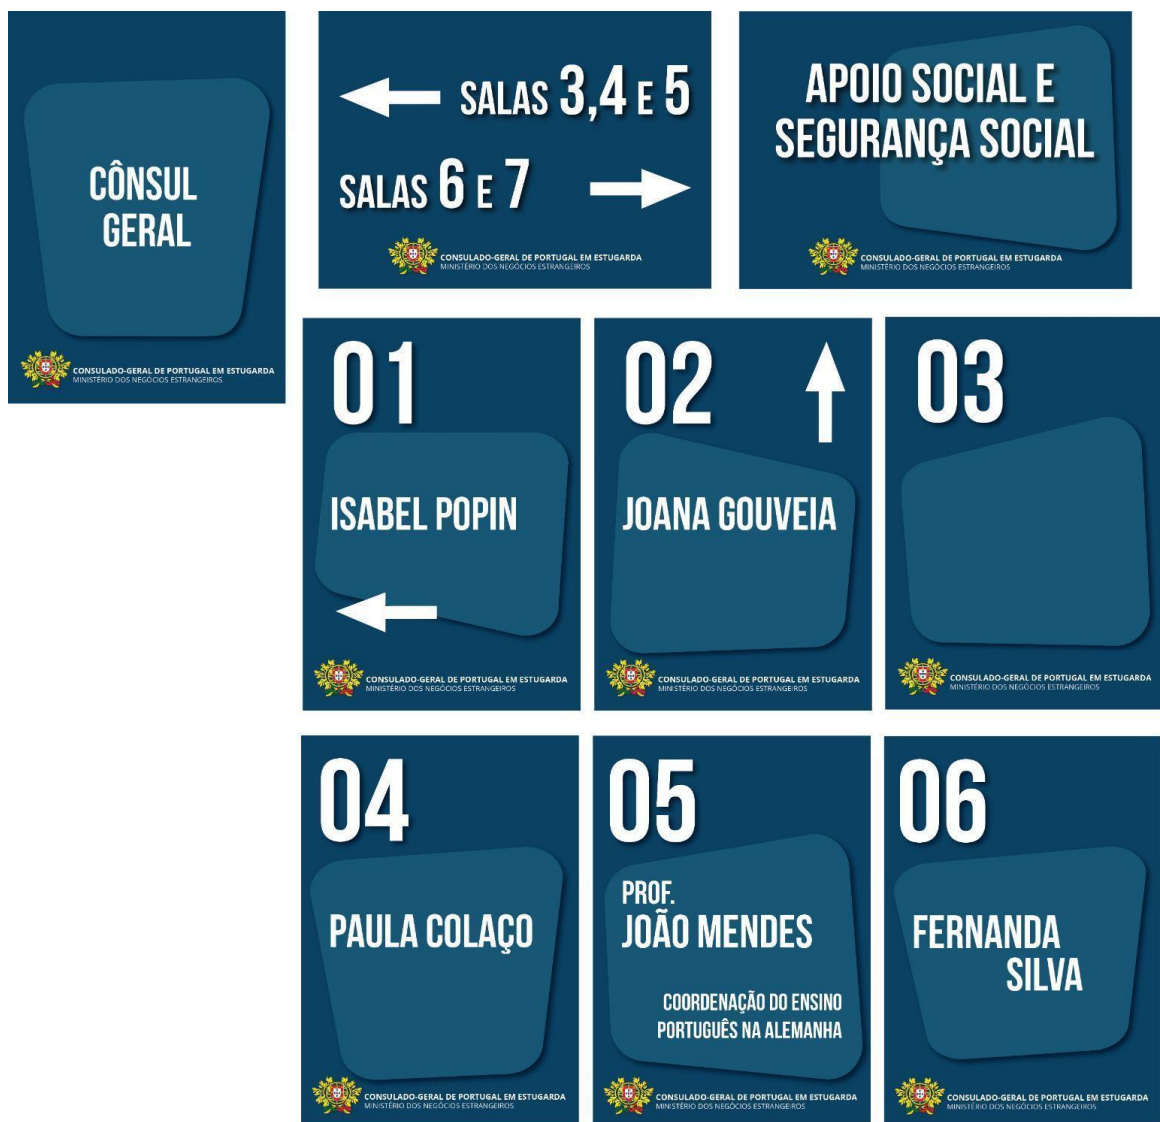 CÔNSUL
GERAL
CONSULADO-GERAL DE PORTUGAL EM ESTUGARDA
MINISTÉRIO DOS NEGÓCIOS ESTRANGEIROS
SALAS 3,4 E 5
SALAS 6 E 7
CONSULADO-GERAL DE PORTUGAL EM ESTUGARDA
MINISTÉRIO DOS NEGÓCIOS ESTRANGEIROS
APOIO SOCIAL E
SEGURANÇA SOCIAL
CONSULADO-GERAL DE PORTUGAL EM ESTUGARDA
MINISTÉRIO DOS NEGÓCIOS ESTRANGEIROS
01
ISABEL POPIN
CONSULADO-GERAL DE PORTUGAL EM ESTUGARDA
MINISTÉRIO DOS NEGÓCIOS ESTRANGEIROS
02
JOANA GOUVEIA
CONSULADO-GERAL DE PORTUGAL EM ESTUGARDA
MINISTÉRIO DOS NEGÓCIOS ESTRANGEIROS
03
CONSULADO-GERAL DE PORTUGAL EM ESTUGARDA
MINISTÉRIO DOS NEGÓCIOS ESTRANGEIROS
04
PAULA COLAÇO
CONSULADO-GERAL DE PORTUGAL EM ESTUGARDA
MINISTÉRIO DOS NEGÓCIOS ESTRANGEIROS
05
PROF.
JOÃO MENDES
COORDENAÇÃO DO ENSINO
PORTUGUÊS NA ALEMANHA
CONSULADO-GERAL DE PORTUGAL EM ESTUGARDA
MINISTÉRIO DOS NEGÓCIOS ESTRANGEIROS
06
FERNANDA
SILVA
CONSULADO-GERAL DE PORTUGAL EM ESTUGARDA
MINISTÉRIO DOS NEGÓCIOS ESTRANGEIROS